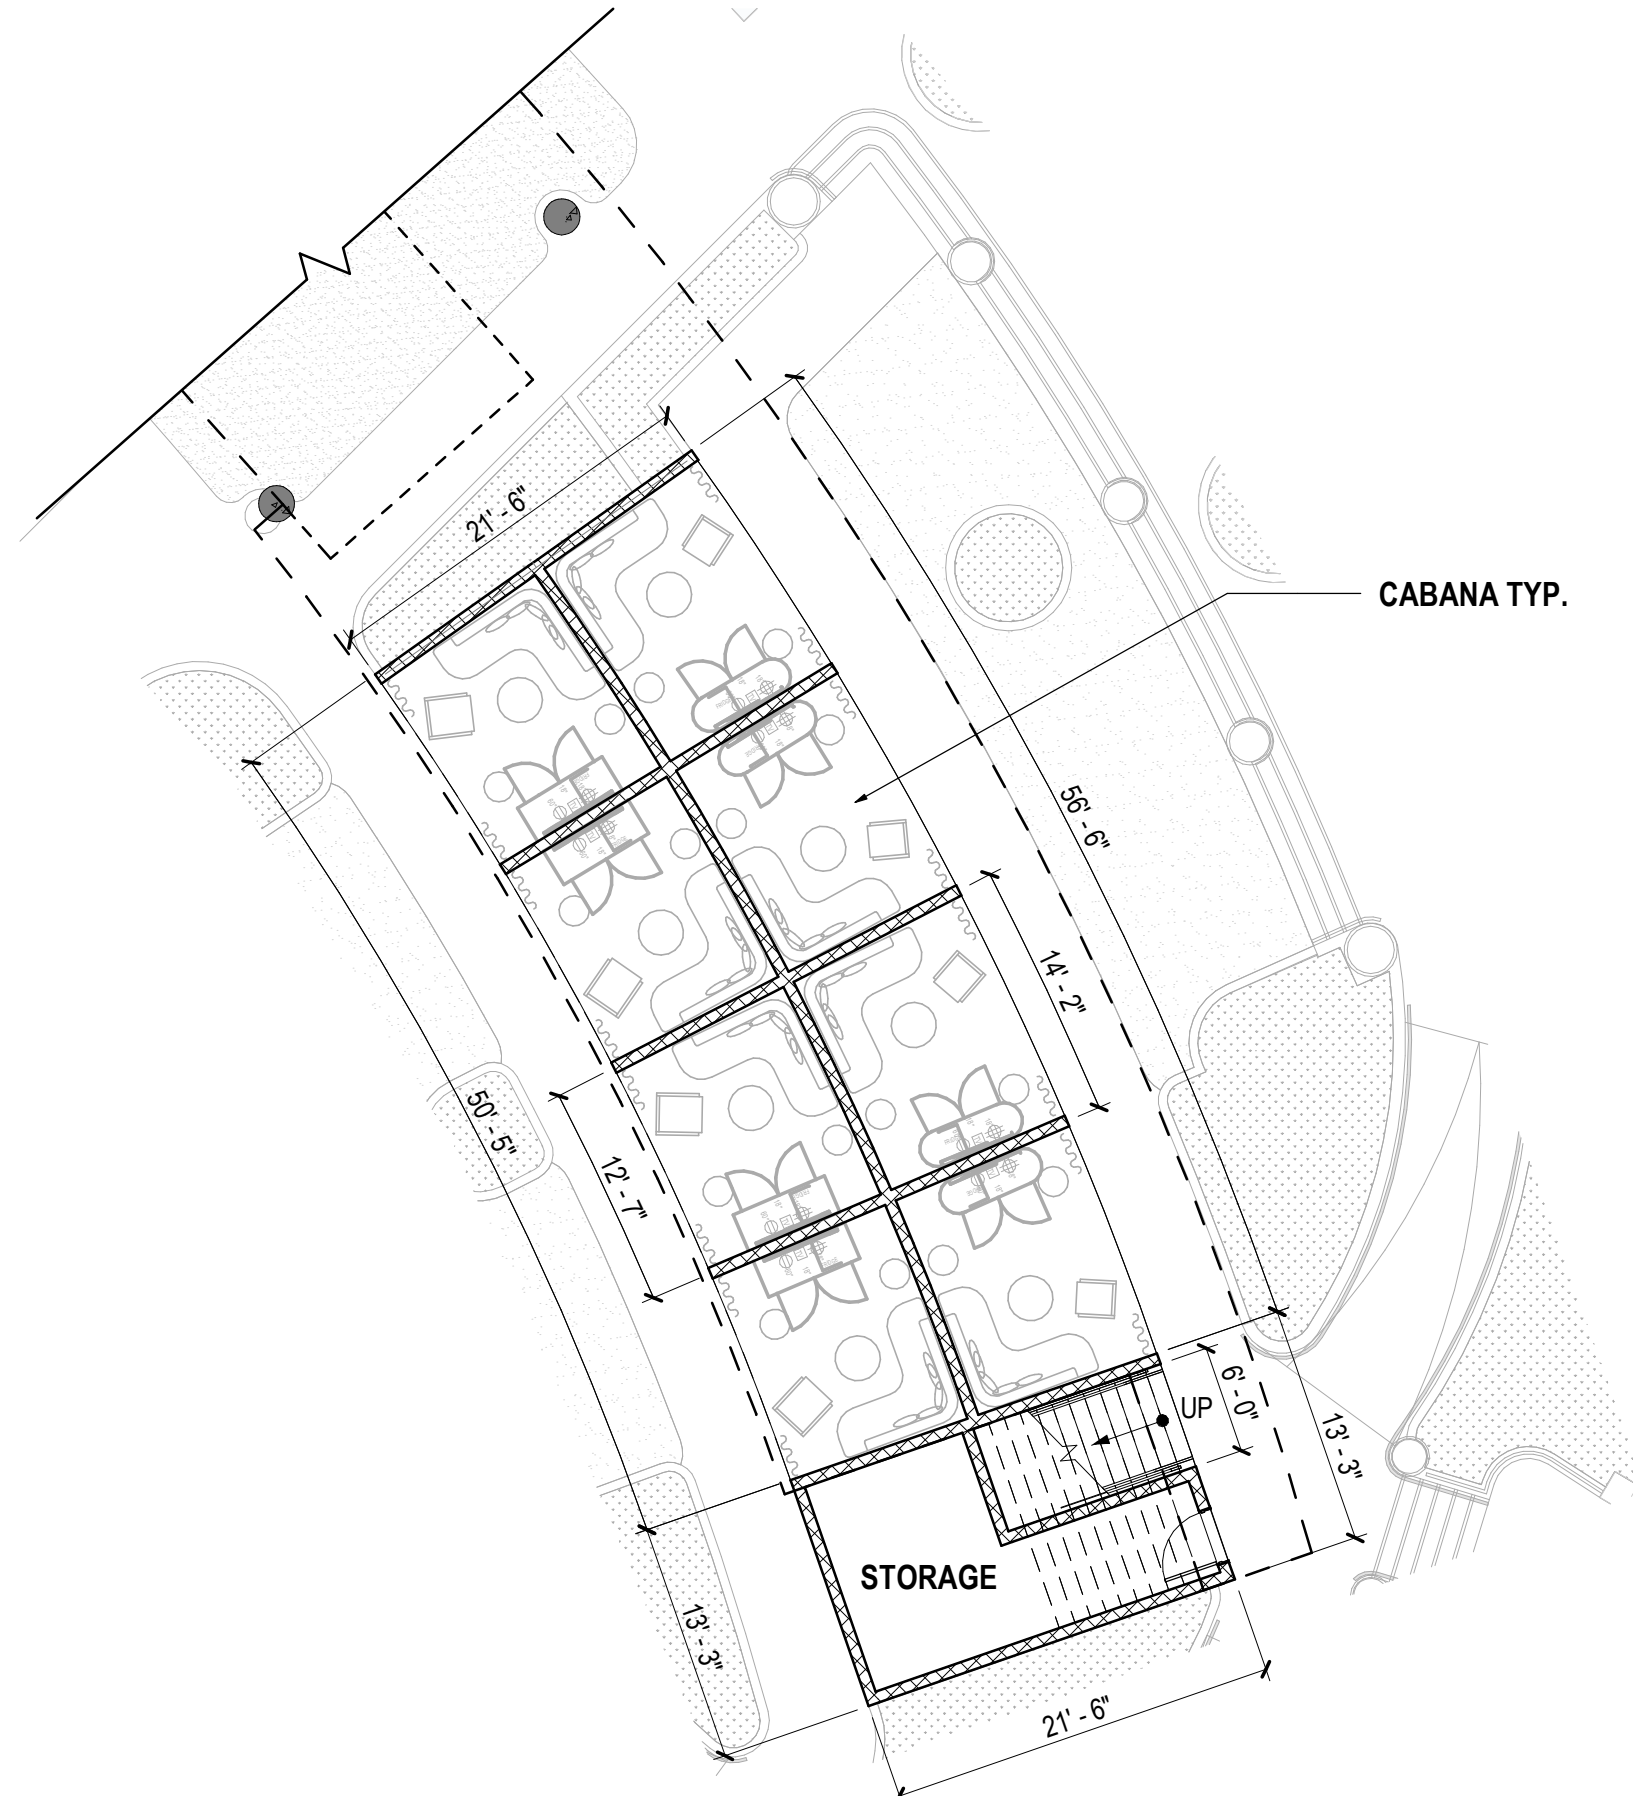 21' - 6"
CABANA TYP.
56' - 6"
14' - 2"
50' - 5"
12' - 7"
6' - 0"
UP
13' - 3"
STORAGE
13' - 3"
21' - 6"